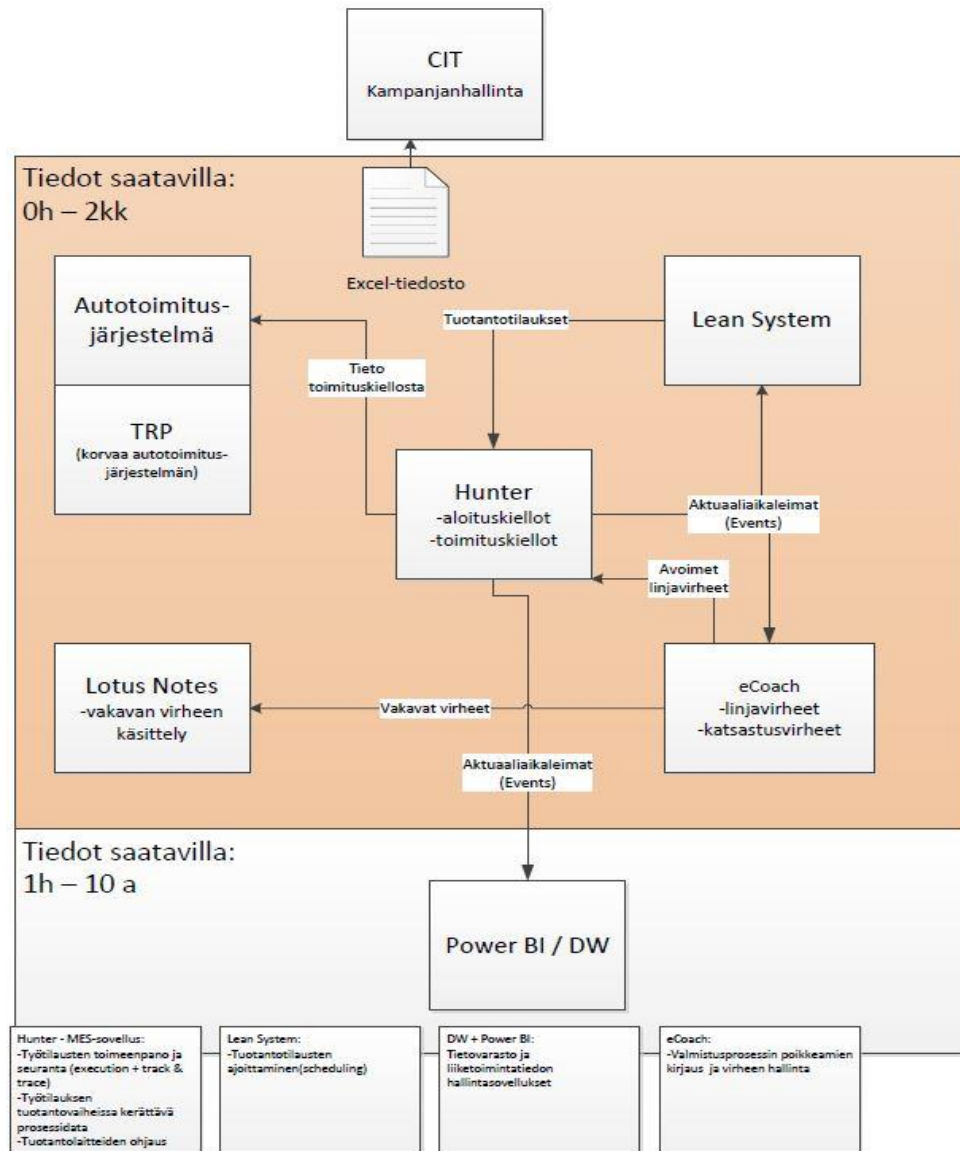 CIT
Kampanjanhallinta
Tiedot saatavilla:
0h – 2kk
Excel-tiedosto
Autotoimitus-
järjestelmä
Tuotantotilaukset
Lean System
Tieto
toimituskiellosta
TRP
(korvaa autotoimitus-
järjestelmän)
Hunter
-aloituskiellot
-toimituskiellot
Aktuaaliaikaleimat
(Events)
Avoimet
linjavirheet
Lotus Notes
-vakavan virheen
käsittely
Vakavat virheet
eCoach
-linjavirheet
-katsastusvirheet
Aktuaaliaikaleimat
(Events)
Tiedot saatavilla:
1h – 10 a
Power BI / DW
Hunter - MES-sovellus:
-Työtilausten toimeenpano ja
seuranta (execution + track &
trace)
-Työtilauksen
tuotantovaiheissa kerättävä
prosessidata
-Tuotantolaitteiden ohjaus
Lean System:
-Tuotantotilausten
ajoittaminen(scheduling)
DW + Power BI:
Tietovarasto ja
liiketoimintatiedon
hallintasovellukset
eCoach:
-Valmistusprosessin poikkeamien
kirjaus ja virheen hallinta